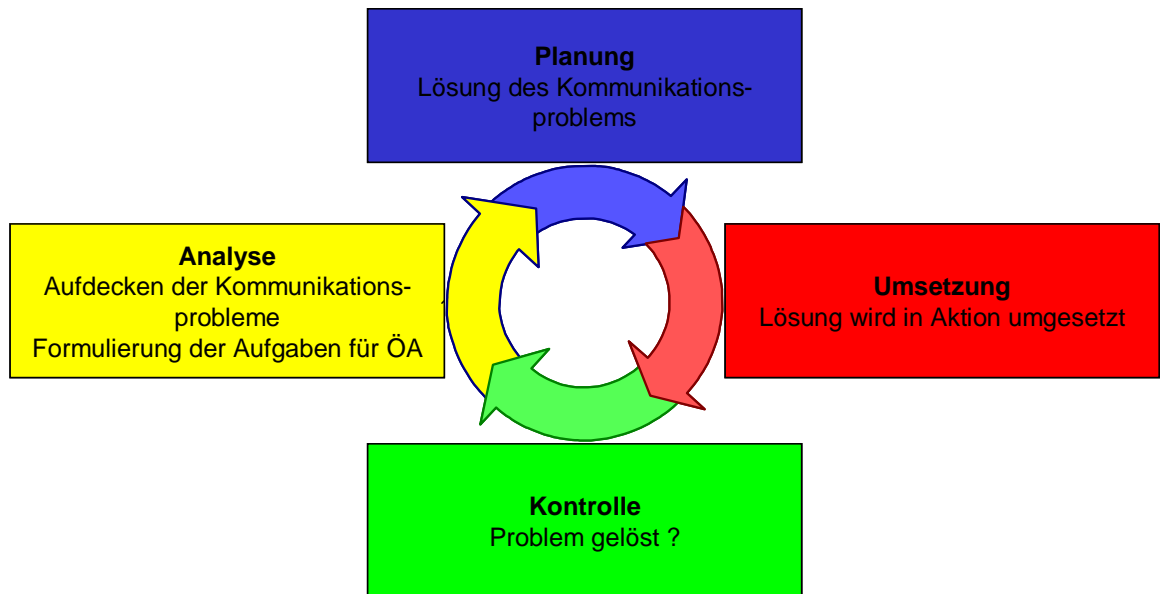 Planung
Lösung des Kommunikations-
problems
Analyse
Aufdecken der Kommunikations-
probleme
Formulierung der Aufgaben für ÖA
Umsetzung
Lösung wird in Aktion umgesetzt
Kontrolle
Problem gelöst ?